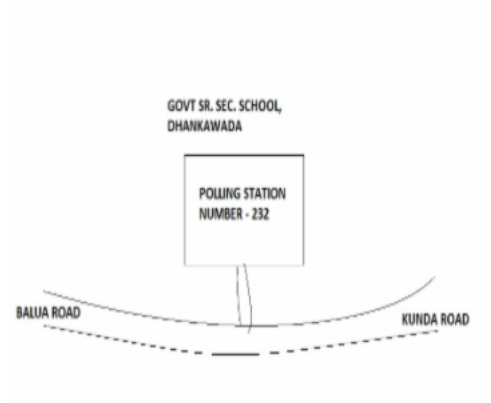 GOVT SR. SEC. SCHOOL,
DHANKAWADA
POLLING STATION
NUMBER - 232
BALUA ROAD
KUNDA ROAD